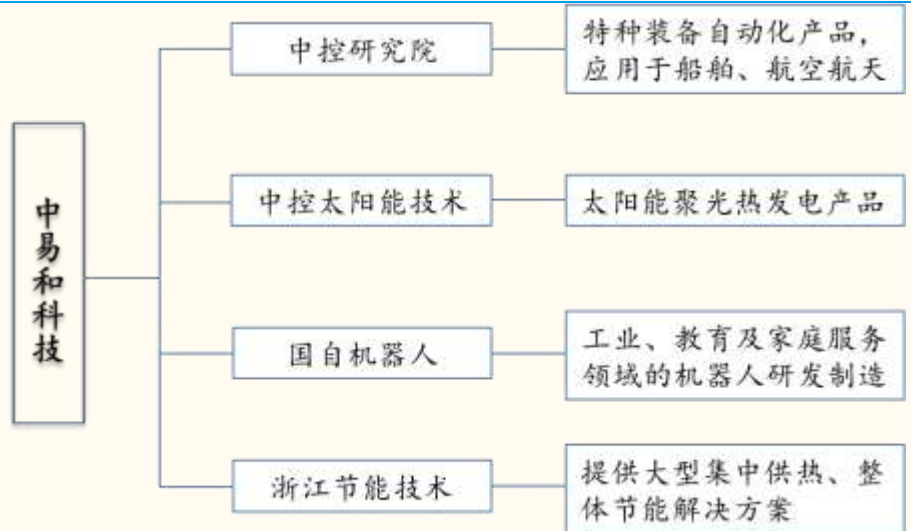 中易和科技
中控研究院
特种装备自动化产品，
应用于船舶、航空航天
中控太阳能技术
太阳能聚光热发电产品
国自机器人
工业、教育及家庭服务
领域的机器人研发制造
浙江节能技术
提供大型集中供热、整
体节能解决方案